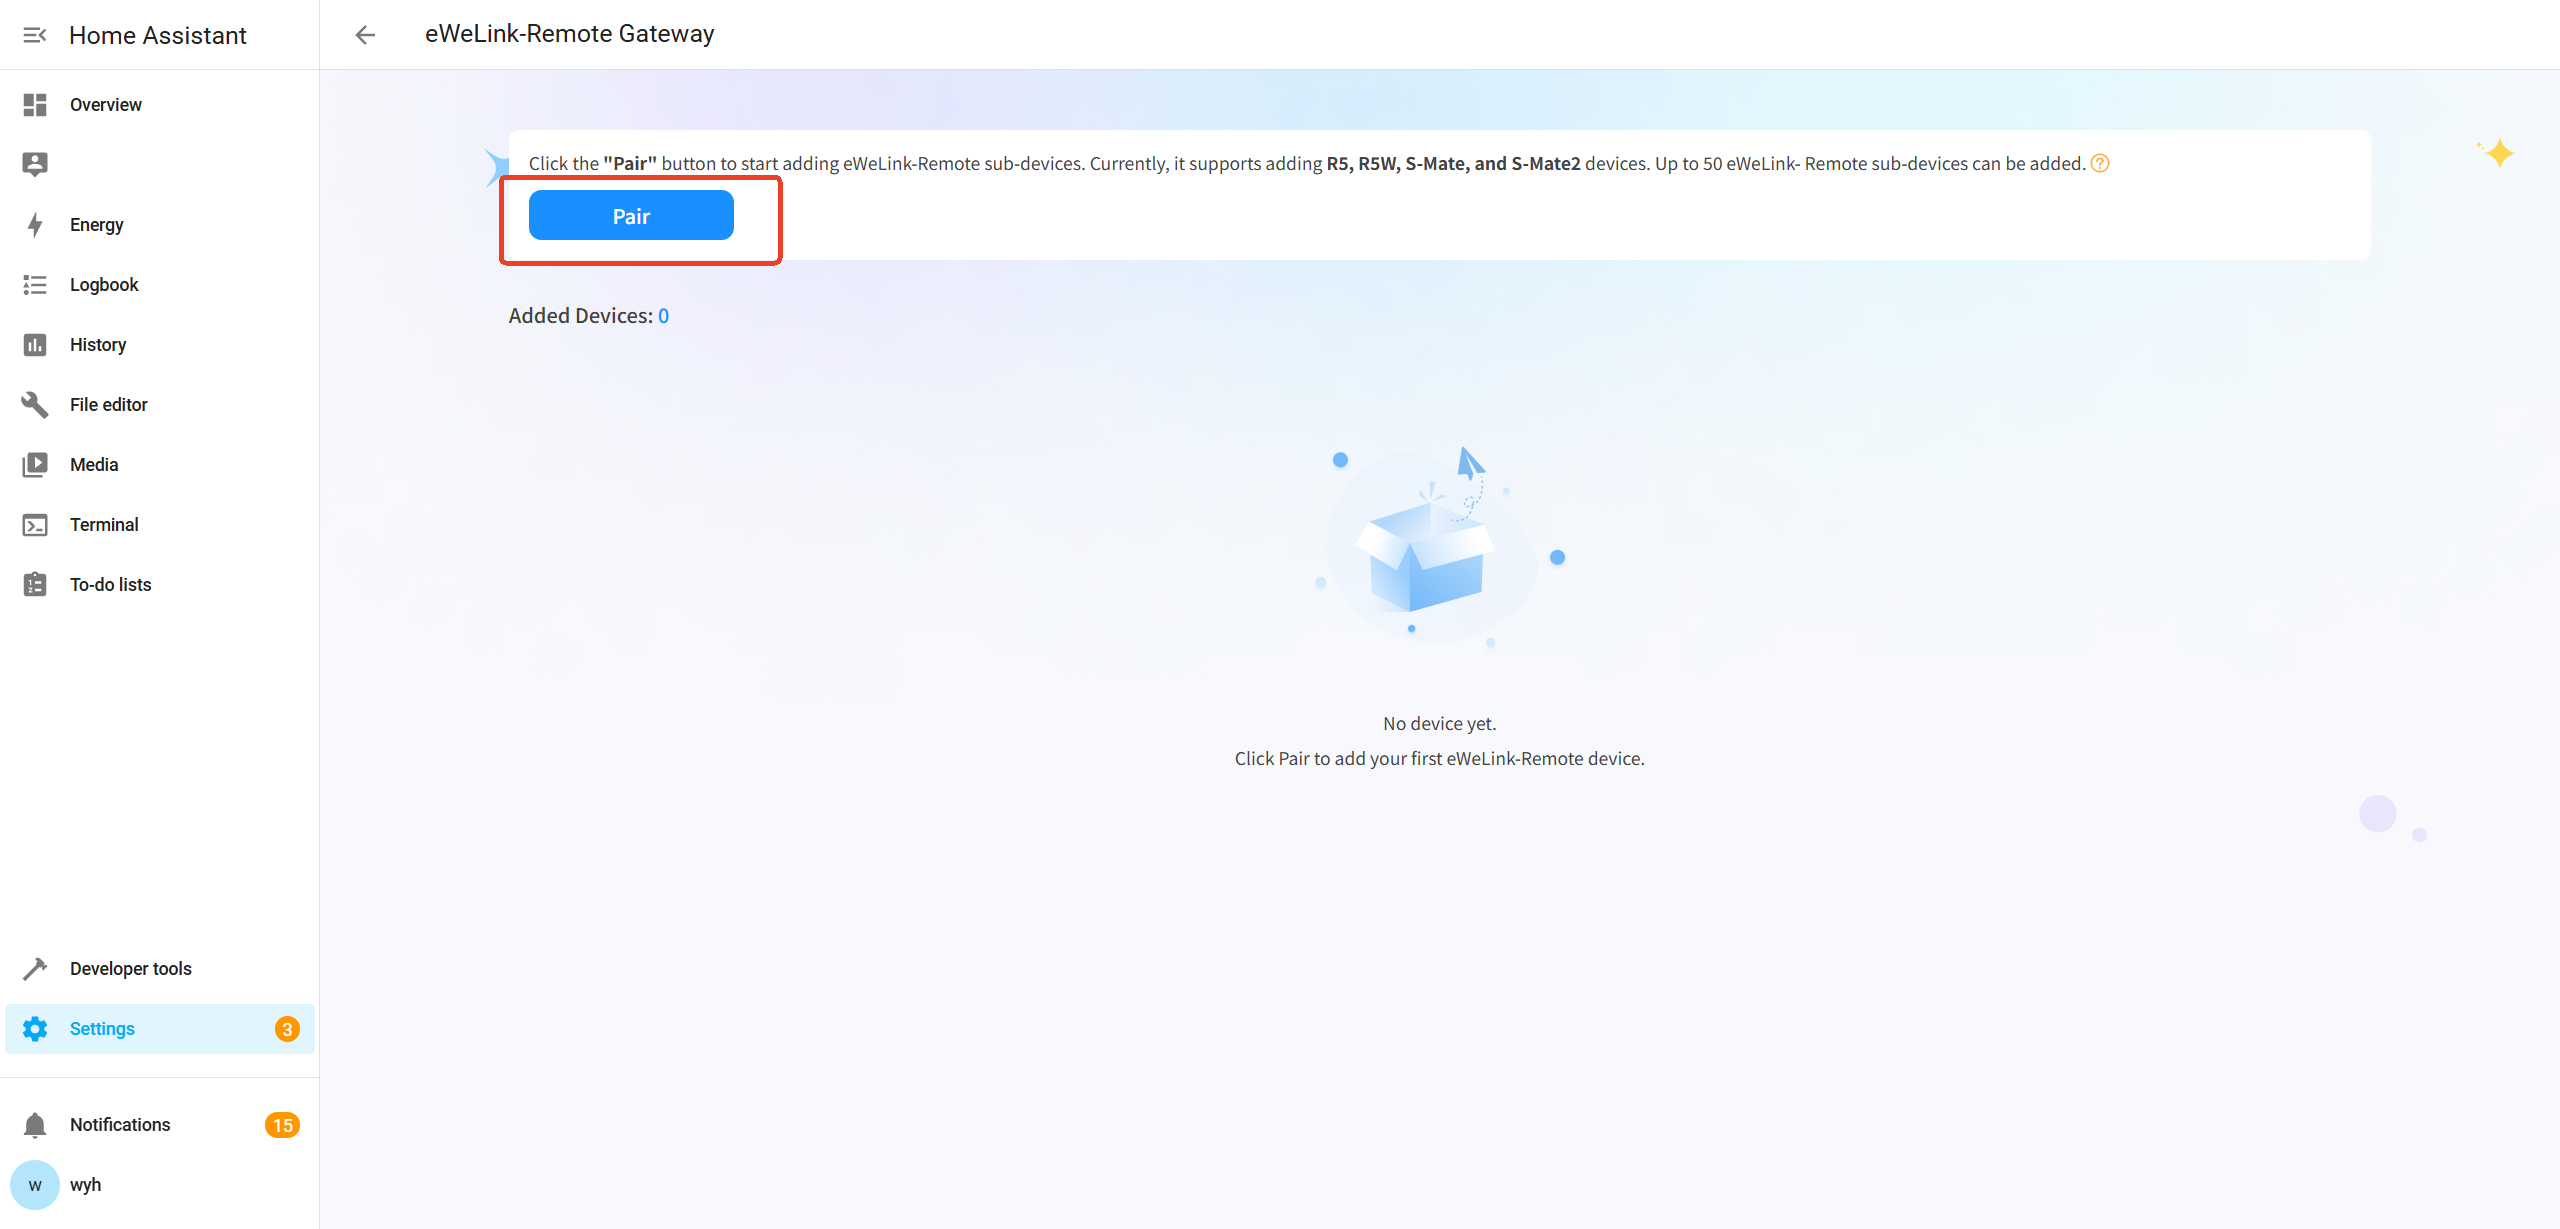 Home Assistant
eWeLink-Remote Gateway
Overview
Energy
Logbook
History
File editor
Media
Terminal
To-do lists
Developer tools
Settings 3
Notifications 15
w wyh
Click the "Pair" button to start adding eWeLink-Remote sub-devices. Currently, it supports adding R5, R5W, S-Mate, and S-Mate2 devices. Up to 50 eWeLink- Remote sub-devices can be added. ?
Pair
Added Devices: 0
No device yet.
Click Pair to add your first eWeLink-Remote device.